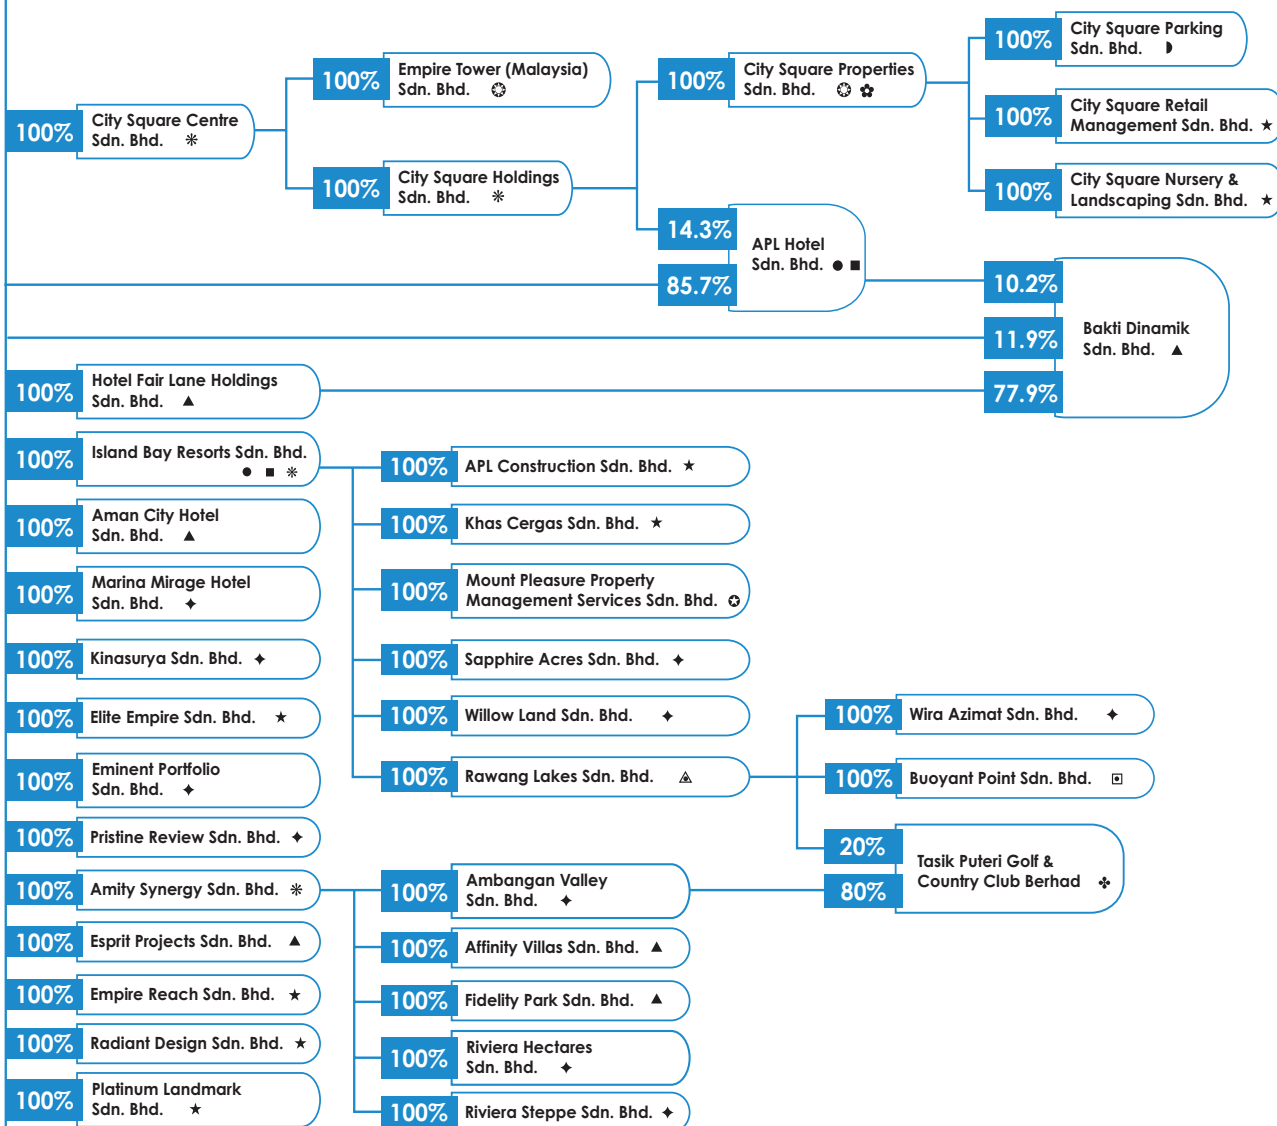 100%
City Square Centre
Sdn. Bhd.
100%
Empire Tower (Malaysia)
Sdn. Bhd.
100%
City Square Holdings
Sdn. Bhd.
100%
City Square Properties
Sdn. Bhd.
100%
City Square Parking
Sdn. Bhd.
100%
City Square Retail
Management Sdn. Bhd.
100%
City Square Nursery &
Landscaping Sdn. Bhd.
14.3%
85.7%
APL Hotel
Sdn. Bhd.
10.2%
11.9%
77.9%
Bakti Dinamik
Sdn. Bhd.
100%
Hotel Fair Lane Holdings
Sdn. Bhd.
100%
Island Bay Resorts Sdn. Bhd.
100%
Aman City Hotel
Sdn. Bhd.
100%
Marina Mirage Hotel
Sdn. Bhd.
100%
Kinasurya Sdn. Bhd.
100%
Elite Empire Sdn. Bhd.
100%
Eminent Portfolio
Sdn. Bhd.
100%
Pristine Review Sdn. Bhd.
100%
Amity Synergy Sdn. Bhd.
100%
Esprit Projects Sdn. Bhd.
100%
Empire Reach Sdn. Bhd.
100%
Radiant Design Sdn. Bhd.
100%
Platinum Landmark
Sdn. Bhd.
100%
APL Construction Sdn. Bhd.
100%
Khas Cergas Sdn. Bhd.
100%
Mount Pleasure Property
Management Services Sdn. Bhd.
100%
Sapphire Acres Sdn. Bhd.
100%
Willow Land Sdn. Bhd.
100%
Rawang Lakes Sdn. Bhd.
100%
Wira Azimat Sdn. Bhd.
100%
Buoyant Point Sdn. Bhd.
20%
80%
Tasik Puteri Golf &
Country Club Berhad
100%
Ambangan Valley
Sdn. Bhd.
100%
Affinity Villas Sdn. Bhd.
100%
Fidelity Park Sdn. Bhd.
100%
Riviera Hectares
Sdn. Bhd.
100%
Riviera Steppe Sdn. Bhd.